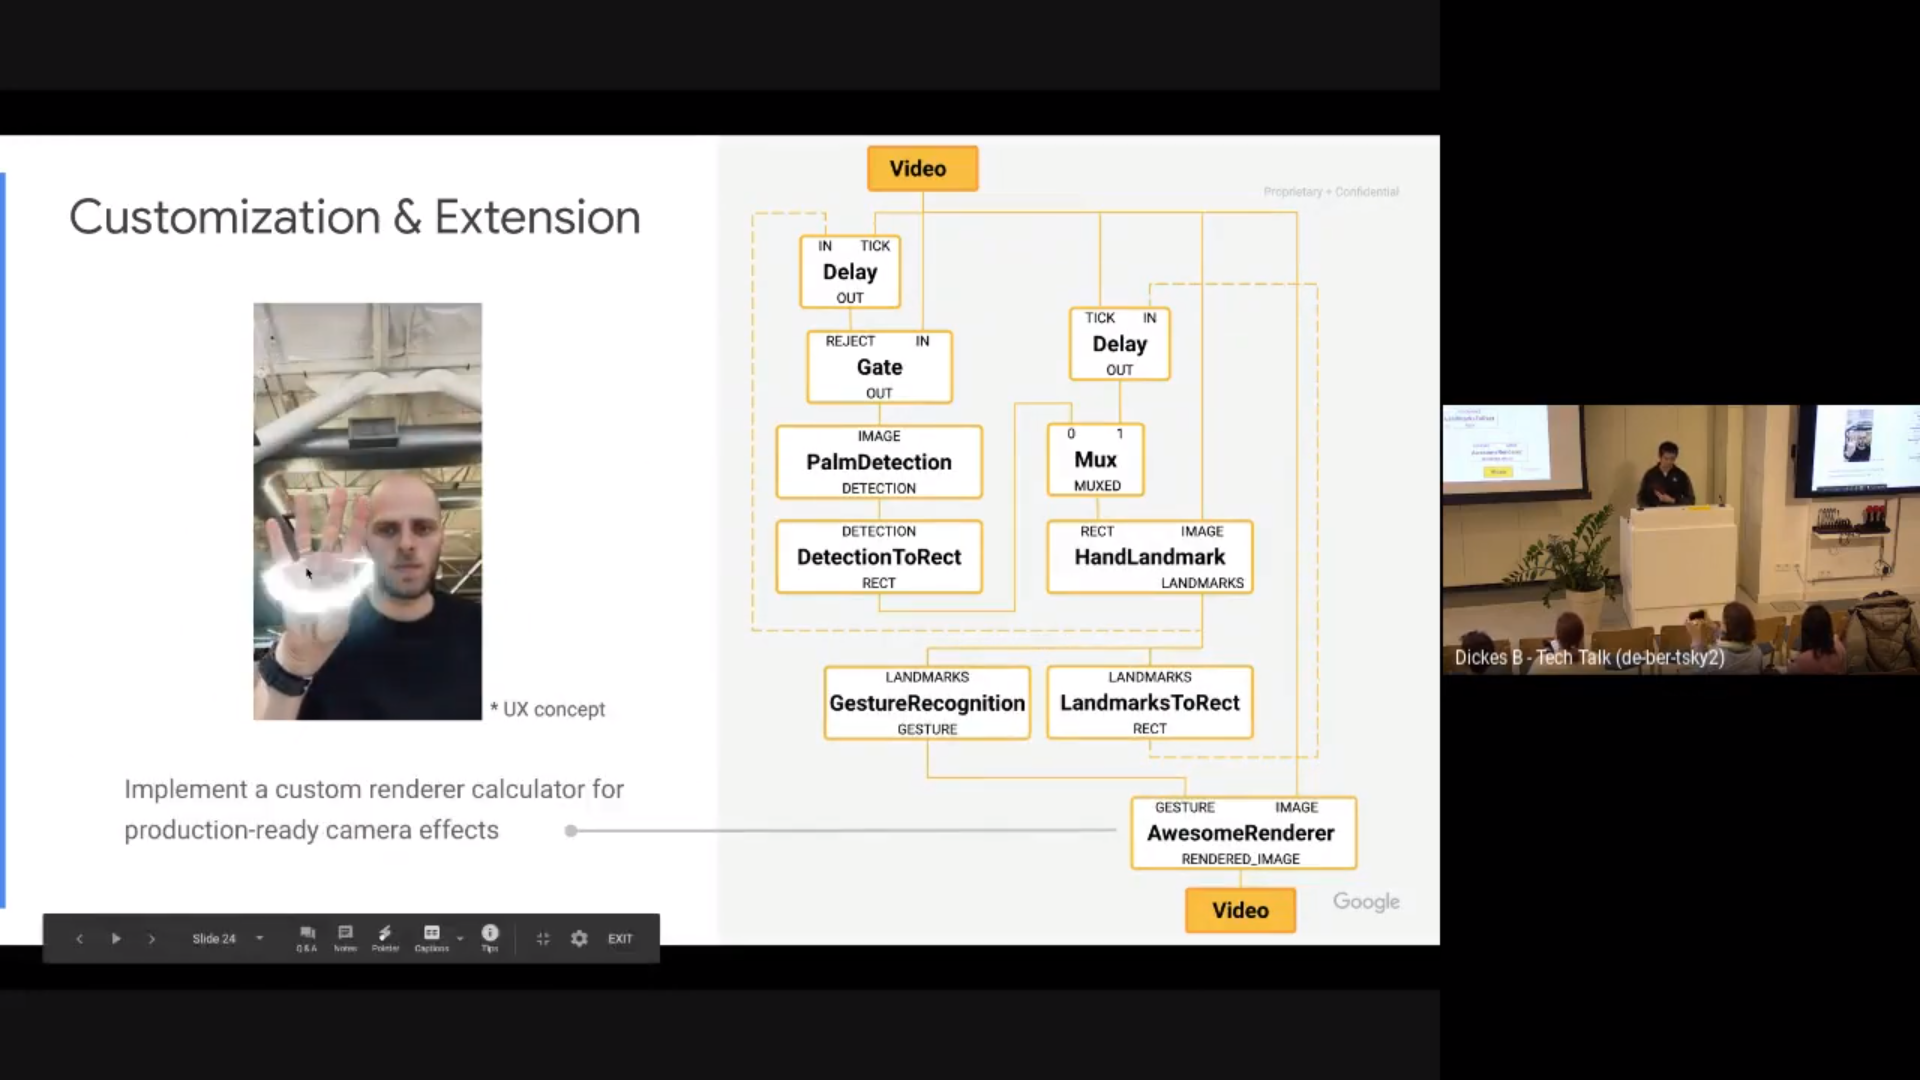 Customization & Extension
* UX concept
Implement a custom renderer calculator for
production-ready camera effects
Video
Proprietary + Confidential
IN TICK
Delay
OUT
TICK IN
Delay
OUT
REJECT IN
Gate
OUT
IMAGE
PalmDetection
DETECTION
0 1
Mux
MUXED
DETECTION
DetectionToRect
RECT
RECT IMAGE
HandLandmark
LANDMARKS
LANDMARKS
GestureRecognition
GESTURE
LANDMARKS
LandmarksToRect
RECT
GESTURE IMAGE
AwesomeRenderer
RENDERED_IMAGE
Video
Google
Slide 24
Q&A
Notes
Pointer
Captions
Tips
EXIT
Dickes B - Tech Talk (de-ber-tsky2)